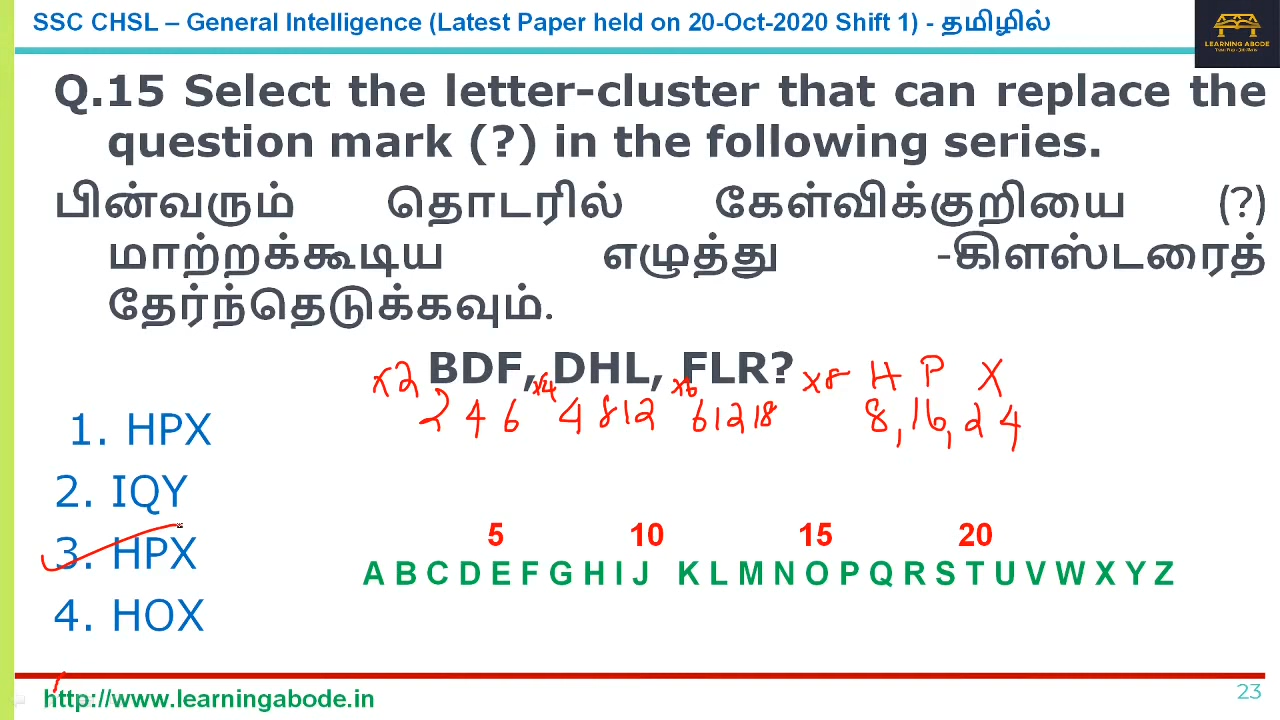 SSC CHSL – General Intelligence (Latest Paper held on 20-Oct-2020 Shift 1) - தமிழில்
LEARNING ABODE
Q.15 Select the letter-cluster that can replace the
question mark (?) in the following series.
பின்வரும் தொடரில் கேள்விக்குறியை (?)
மாற்றக்கூடிய எழுத்து -கிளஸ்டரைத்
தேர்ந்தெடுக்கவும்.
x2 BDF, x4 DHL, x6 FLR? x8 H P X
2 4 6 4 8 12 6 12 18 8, 16, 24
1. HPX
2. IQY
3. HPX
4. HOX
5 10 15 20
A B C D E F G H I J K L M N O P Q R S T U V W X Y Z
http://www.learningabode.in
23